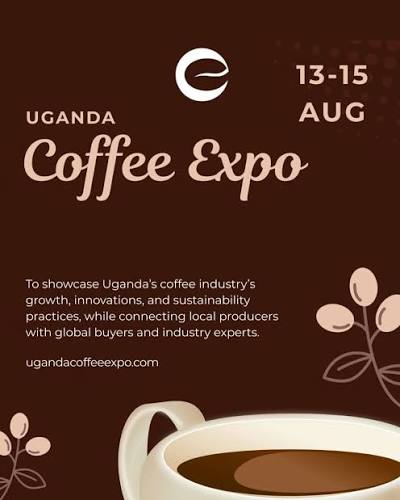 13-15
AUG
UGANDA
Coffee Expo
To showcase Uganda's coffee industry's
growth, innovations, and sustainability
practices, while connecting local producers
with global buyers and industry experts.
ugandacoffeeexpo.com